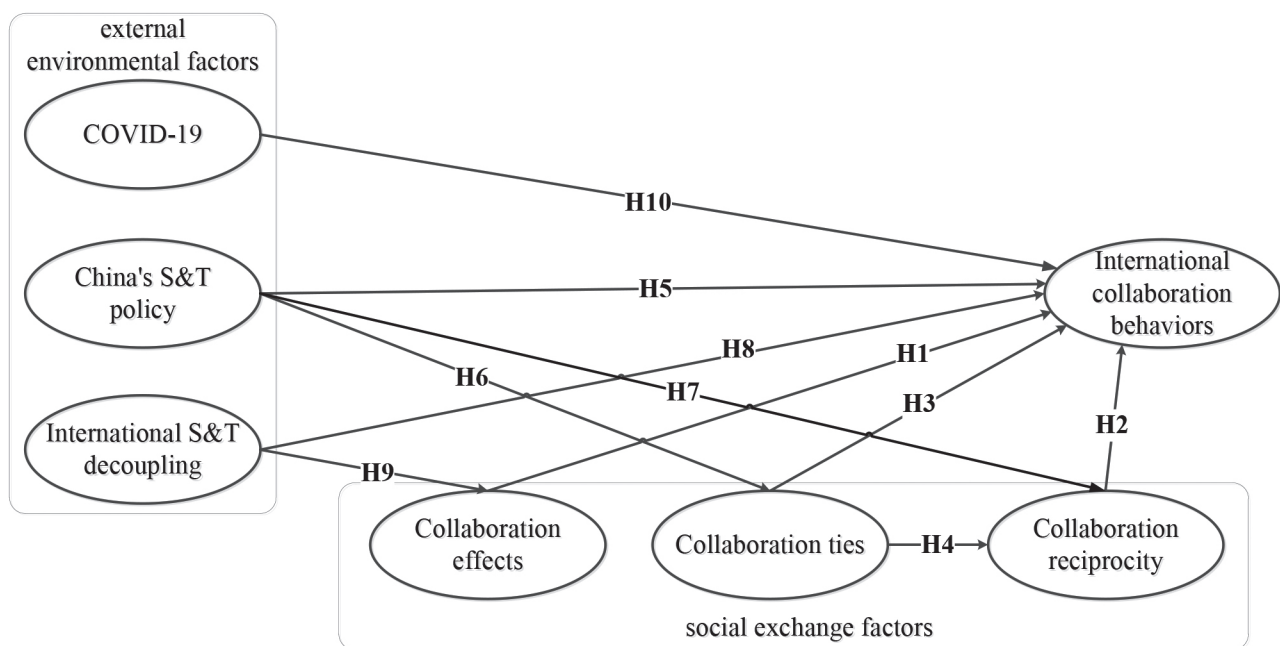 external
environmental factors
COVID-19
H10
China's S&T
policy
H5
International
collaboration
behaviors
H8
H1
H6
H7
H3
H2
International S&T
decoupling
H9
Collaboration
effects
Collaboration ties
H4
Collaboration
reciprocity
social exchange factors